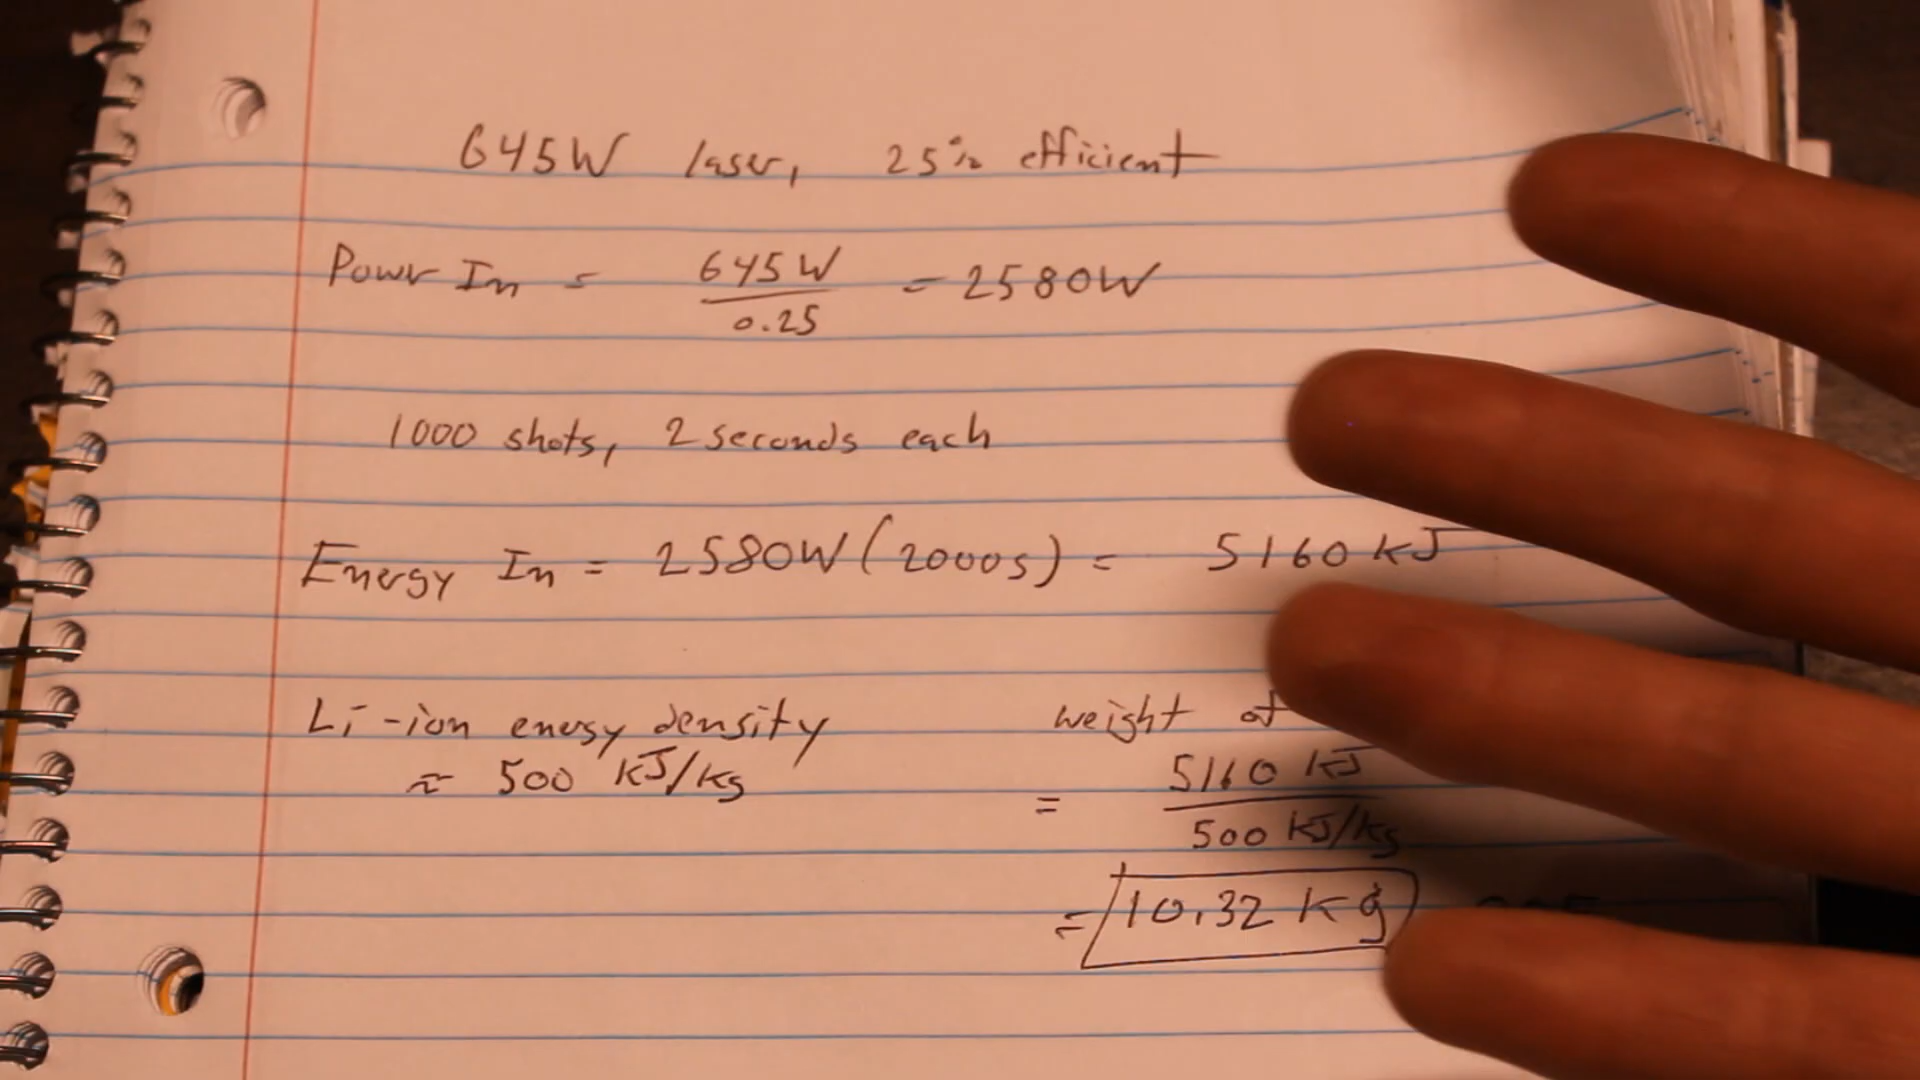 645W laser, 25% efficient
Power In = 645W / 0.25 = 2580W
1000 shots, 2 seconds each
Energy In = 2580W (2000s) = 5160 kJ
Li-ion energy density
≈ 500 kJ/kg
weight of
= 5160 kJ / 500 kJ/kg
= 10.32 kg